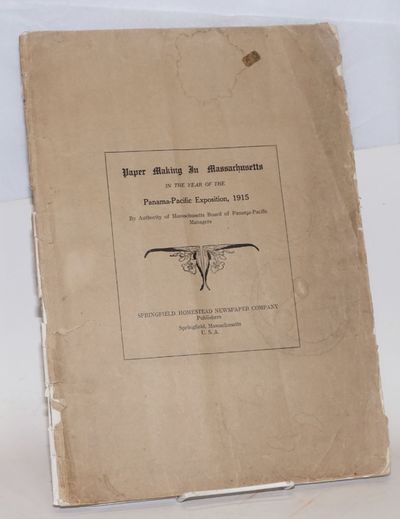 Paper Making In Massachusetts
IN THE YEAR OF THE
Panama-Pacific Exposition, 1915
By Authority of Massachusetts Board of Panama-Pacific
Managers
SPRINGFIELD HOMESTEAD NEWSPAPER COMPANY
Publishers
Springfield, Massachusetts
U. S. A.